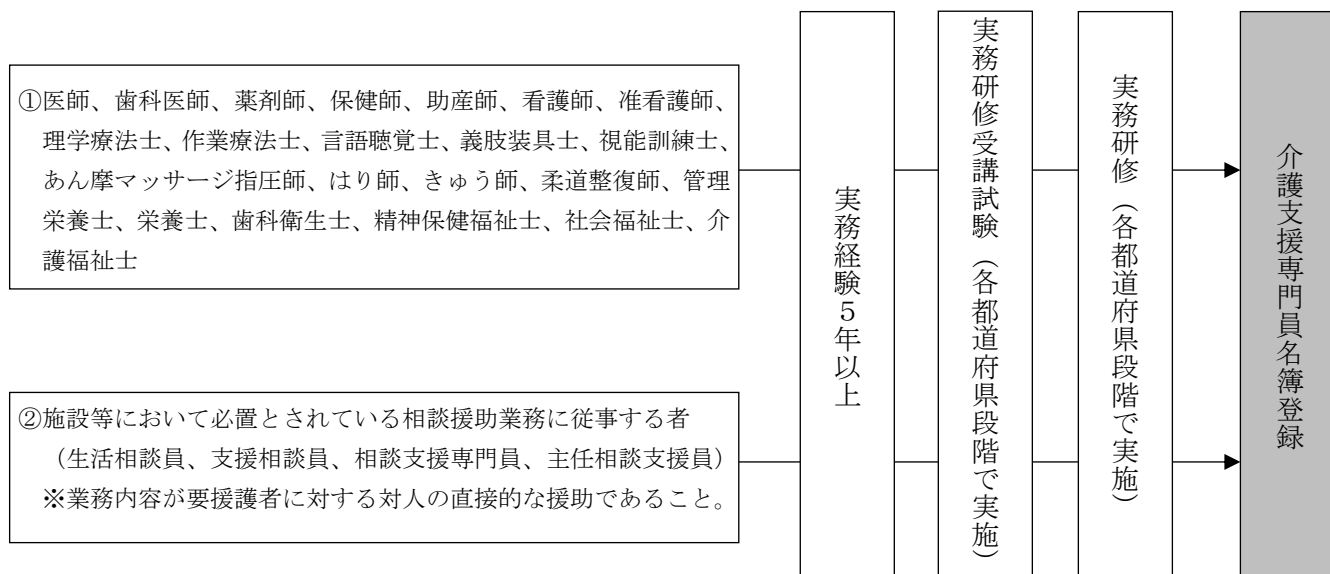 ①医師、歯科医師、薬剤師、保健師、助産師、看護師、准看護師、
理学療法士、作業療法士、言語聴覚士、義肢装具士、視能訓練士、
あん摩マッサージ指圧師、はり師、きゅう師、柔道整復師、管理
栄養士、栄養士、歯科衛生士、精神保健福祉士、社会福祉士、介
護福祉士
②施設等において必置とされている相談援助業務に従事する者
（生活相談員、支援相談員、相談支援専門員、主任相談支援員）
※業務内容が要援護者に対する対人の直接的な援助であること。
実務経験５年以上
実務研修受講試験（各都道府県段階で実施）
実務研修（各都道府県段階で実施）
介護支援専門員名簿登録